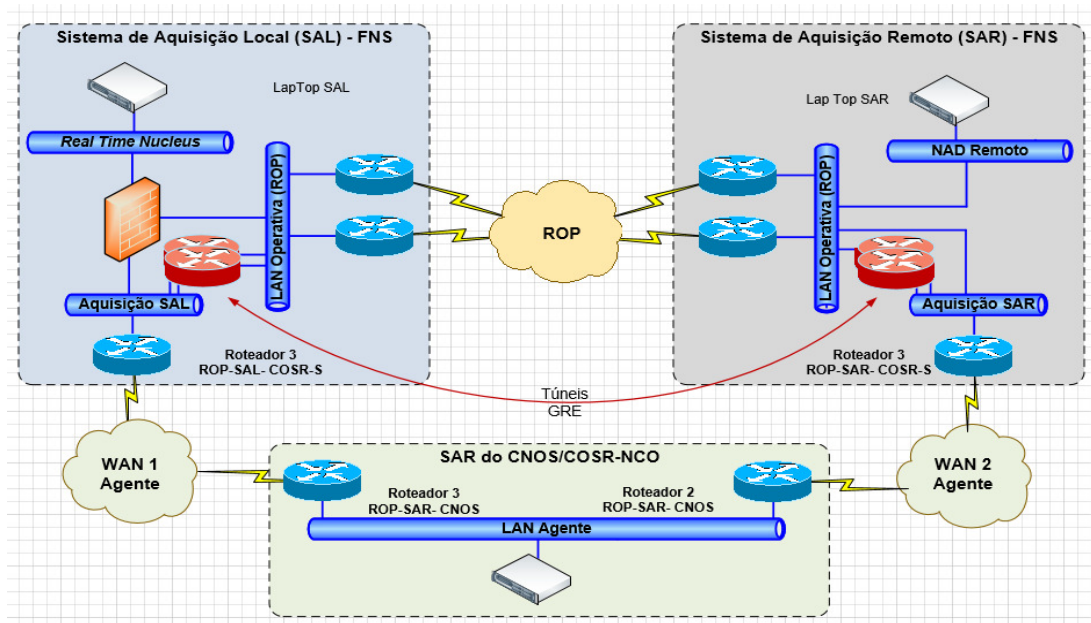 Sistema de Aquisição Local (SAL) - FNS
LapTop SAL
Real Time Nucleus
LAN Operativa (ROP)
Aquisição SAL
Roteador 3
ROP-SAL- COSR-S
ROP
Sistema de Aquisição Remoto (SAR) - FNS
Lap Top SAR
NAD Remoto
LAN Operativa (ROP)
Aquisição SAR
Roteador 3
ROP-SAR- COSR-S
Túneis
GRE
WAN 1
Agente
SAR do CNOS/COSR-NCO
Roteador 3
ROP-SAR- CNOS
Roteador 2
ROP-SAR- CNOS
LAN Agente
WAN 2
Agente